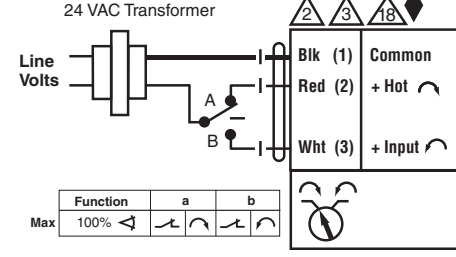 24 VAC Transformer
2 3 18
Line
Volts
Blk (1) Common
A
Red (2) + Hot
B
Wht (3) + Input
Function a b
Max 100%